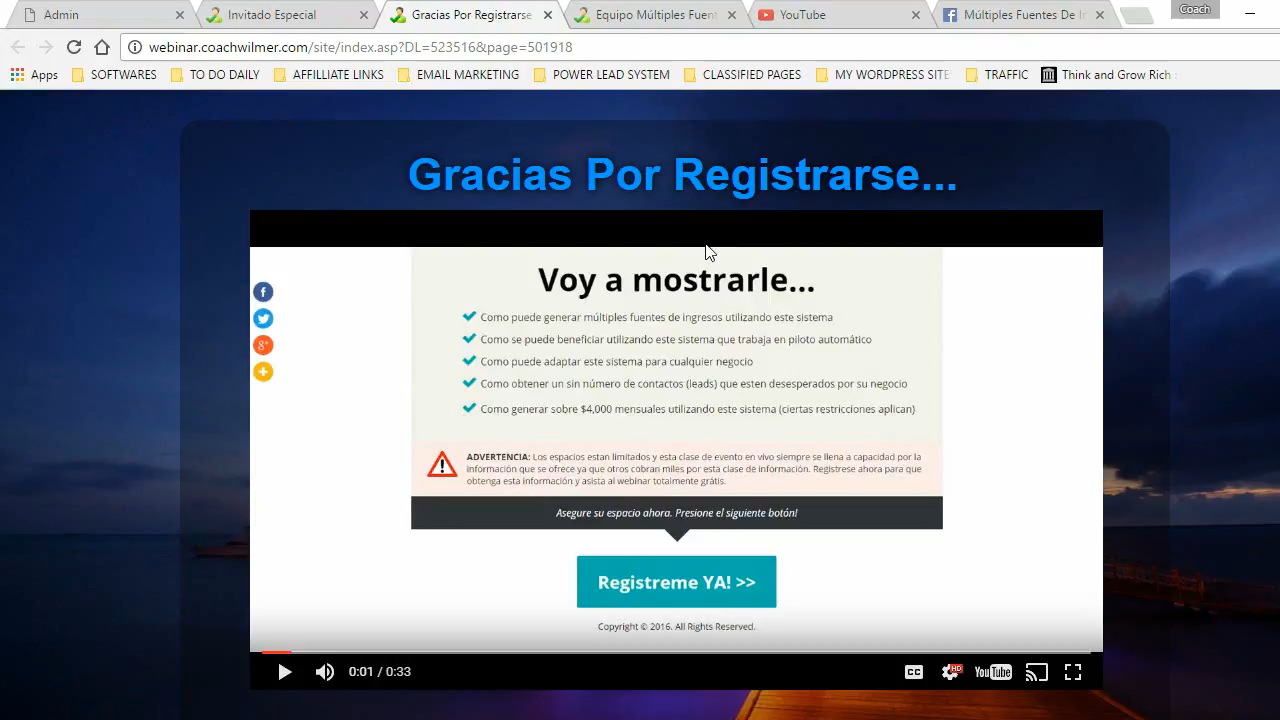 Coach
Admin
Invitado Especial
Gracias Por Registrarse
Equipo Múltiples Fuent
YouTube
Múltiples Fuentes De I
webinar.coachwilmer.com/site/index.asp?DL=523516&page=501918
Apps
SOFTWARES
TO DO DAILY
AFFILLIATE LINKS
EMAIL MARKETING
POWER LEAD SYSTEM
CLASSIFIED PAGES
MY WORDPRESS SITE
TRAFFIC
Think and Grow Rich
Gracias Por Registrarse...
Voy a mostrarle...
Como puede generar múltiples fuentes de ingresos utilizando este sistema
Como se puede beneficiar utilizando este sistema que trabaja en piloto automático
Como puede adaptar este sistema para cualquier negocio
Como obtener un sin número de contactos (leads) que esten desesperados por su negocio
Como generar sobre $4,000 mensuales utilizando este sistema (ciertas restricciones aplican)
ADVERTENCIA: Los espacios estan limitados y esta clase de evento en vivo siempre se llena a capacidad por la
información que se ofrece ya que otros cobran miles por esta clase de información. Registrese ahora para que
obtenga esta información y asista al webinar totalmente grátis.
Asegure su espacio ahora. Presione el siguiente botón!
Registreme YA! >>
Copyright © 2016. All Rights Reserved.
0:01 / 0:33
CC
HD
YouTube